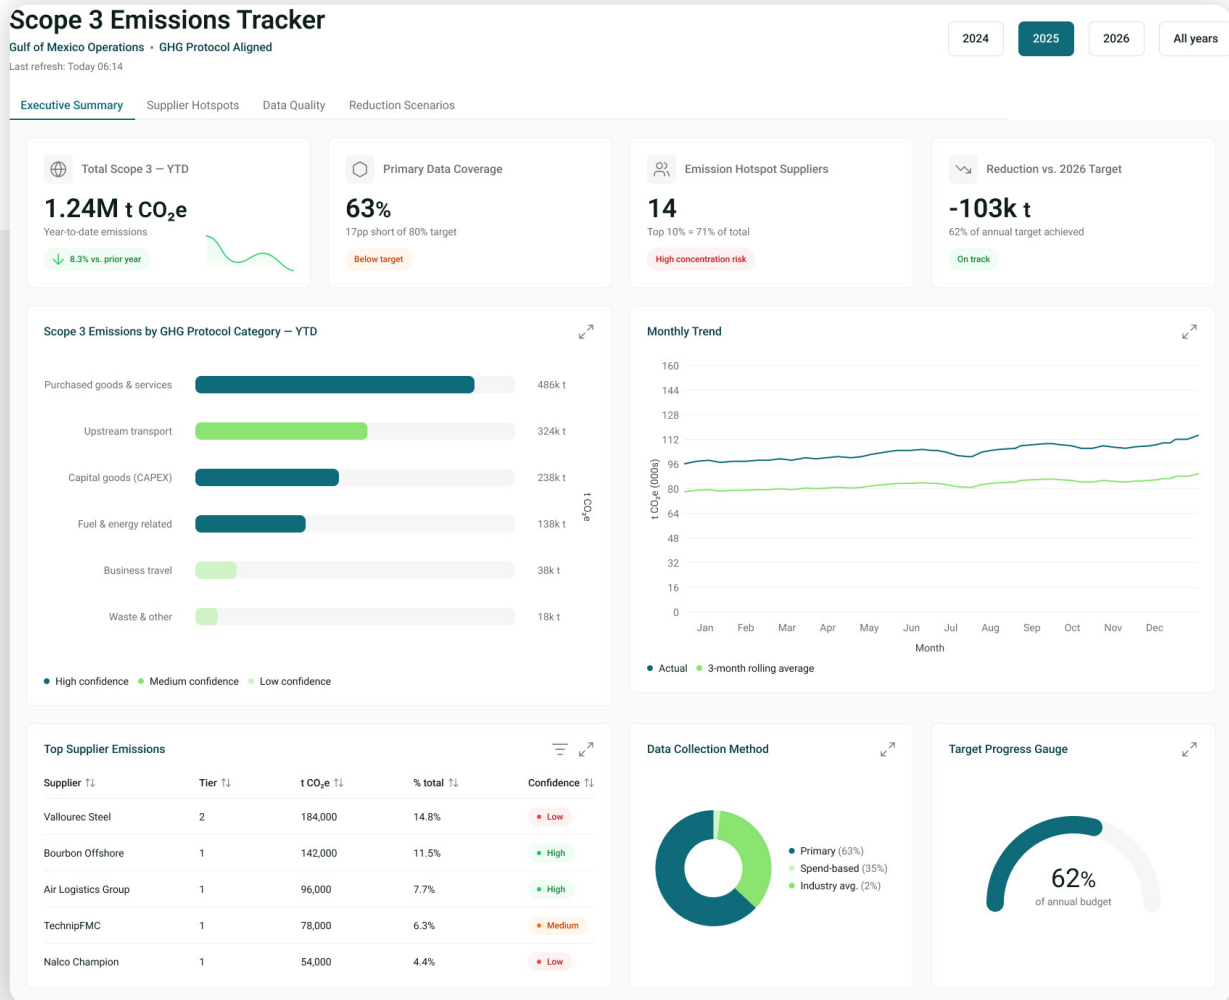 Scope 3 Emissions Tracker
Gulf of Mexico Operations • GHG Protocol Aligned
Last refresh: Today 06:14
2024
2025
2026
All years
Executive Summary
Supplier Hotspots
Data Quality
Reduction Scenarios
Total Scope 3 — YTD
1.24M t CO₂e
Year-to-date emissions
8.3% vs. prior year
Primary Data Coverage
63%
17pp short of 80% target
Below target
Emission Hotspot Suppliers
14
Top 10% = 71% of total
High concentration risk
Reduction vs. 2026 Target
-103k t
62% of annual target achieved
On track
Scope 3 Emissions by GHG Protocol Category — YTD
Purchased goods & services 486k t
Upstream transport 324k t
Capital goods (CAPEX) 238k t
Fuel & energy related 138k t
Business travel 38k t
Waste & other 18k t
t CO₂e
High confidence
Medium confidence
Low confidence
Monthly Trend
160
144
128
112
96
80
64
48
32
16
0
t CO₂e (000s)
Jan Feb Mar Apr May Jun Jul Aug Sep Oct Nov Dec
Month
Actual
3-month rolling average
Top Supplier Emissions
Supplier Tier t CO₂e % total Confidence
Vallourec Steel 2 184,000 14.8% Low
Bourbon Offshore 1 142,000 11.5% High
Air Logistics Group 1 96,000 7.7% High
TechnipFMC 1 78,000 6.3% Medium
Nalco Champion 1 54,000 4.4% Low
Data Collection Method
Primary (63%)
Spend-based (35%)
Industry avg. (2%)
Target Progress Gauge
62%
of annual budget